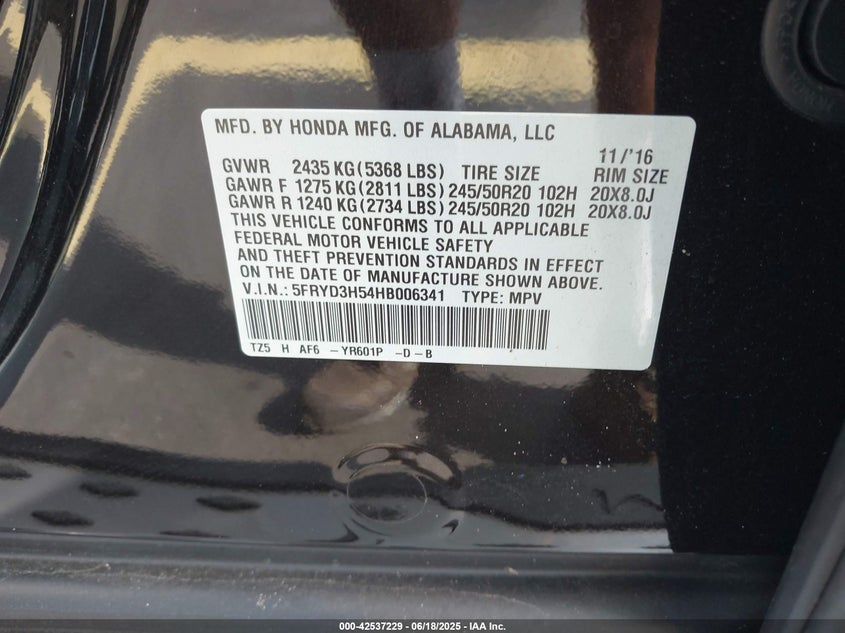 MFD. BY HONDA MFG. OF ALABAMA, LLC
11/'16
GVWR 2435 KG(5368 LBS) TIRE SIZE RIM SIZE
GAWR F 1275 KG(2811 LBS) 245/50R20 102H 20X8.0J
GAWR R 1240 KG(2734 LBS) 245/50R20 102H 20X8.0J
THIS VEHICLE CONFORMS TO ALL APPLICABLE
FEDERAL MOTOR VEHICLE SAFETY
AND THEFT PREVENTION STANDARDS IN EFFECT
ON THE DATE OF MANUFACTURE SHOWN ABOVE.
V.I.N.: 5FRYD3H54HB006341 TYPE: MPV
TZ5 H AF6 -YR601P -D-B
000-42537229 | 06/18/2025 - IAA Inc.